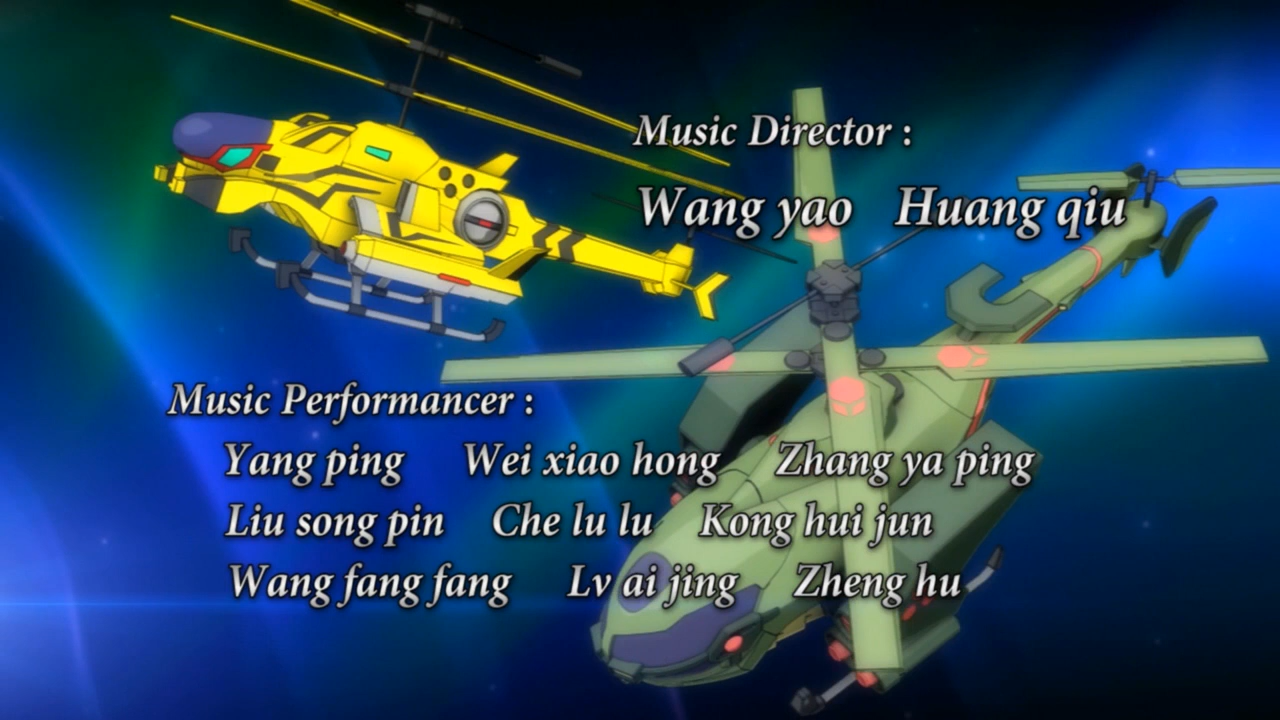 Music Director :
Wang yao Huang qiu
Music Performancer :
Yang ping Wei xiao hong Zhang ya ping
Liu song pin Che lu lu Kong hui jun
Wang fang fang Lv ai jing Zheng hu